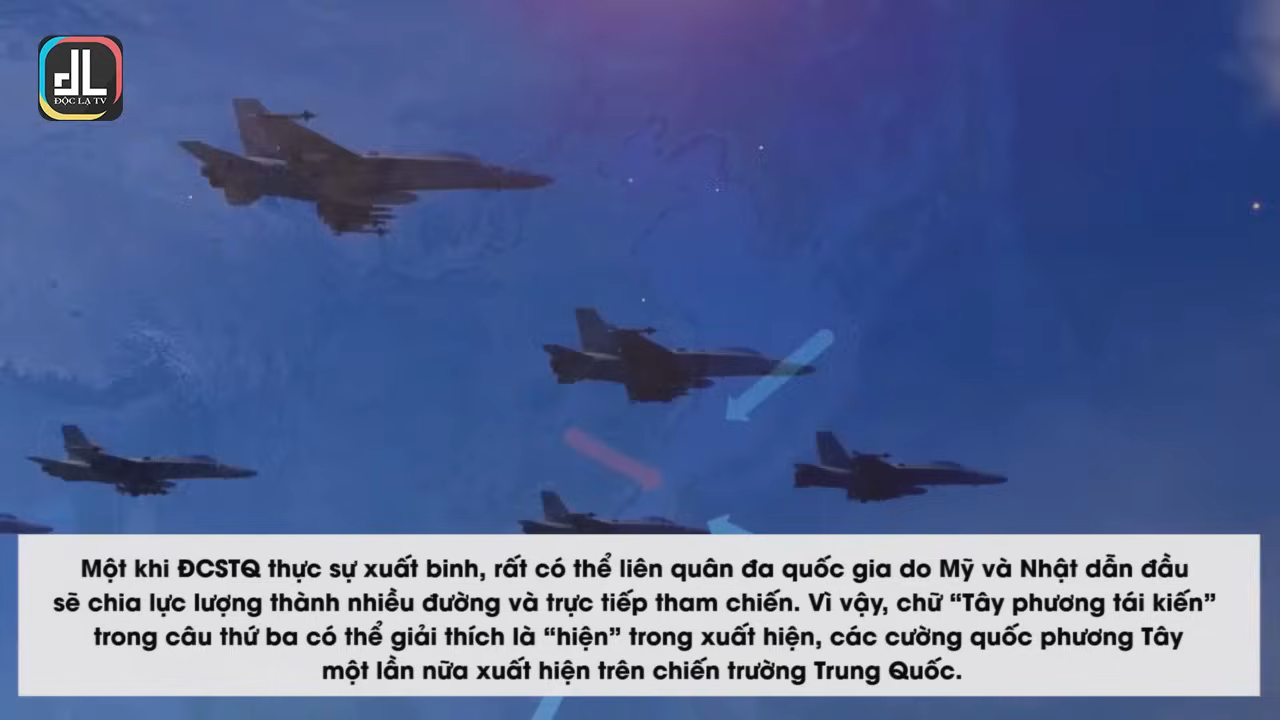 ĐỘC LẠ TV
Một khi ĐCSTQ thực sự xuất binh, rất có thể liên quân đa quốc gia do Mỹ và Nhật dẫn đầu
sẽ chia lực lượng thành nhiều đường và trực tiếp tham chiến. Vì vậy, chữ “Tây phương tái kiến”
trong câu thứ ba có thể giải thích là “hiện” trong xuất hiện, các cường quốc phương Tây
một lần nữa xuất hiện trên chiến trường Trung Quốc.